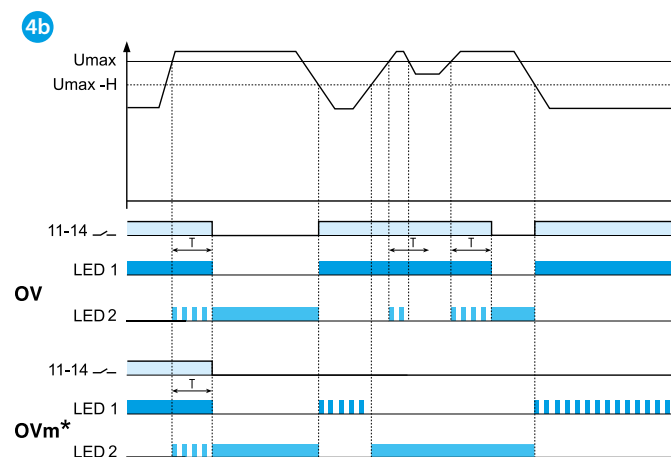 4b
Umax
Umax -H
11-14
T T T
LED 1
OV
LED 2
11-14
T
LED 1
OVm*
LED 2